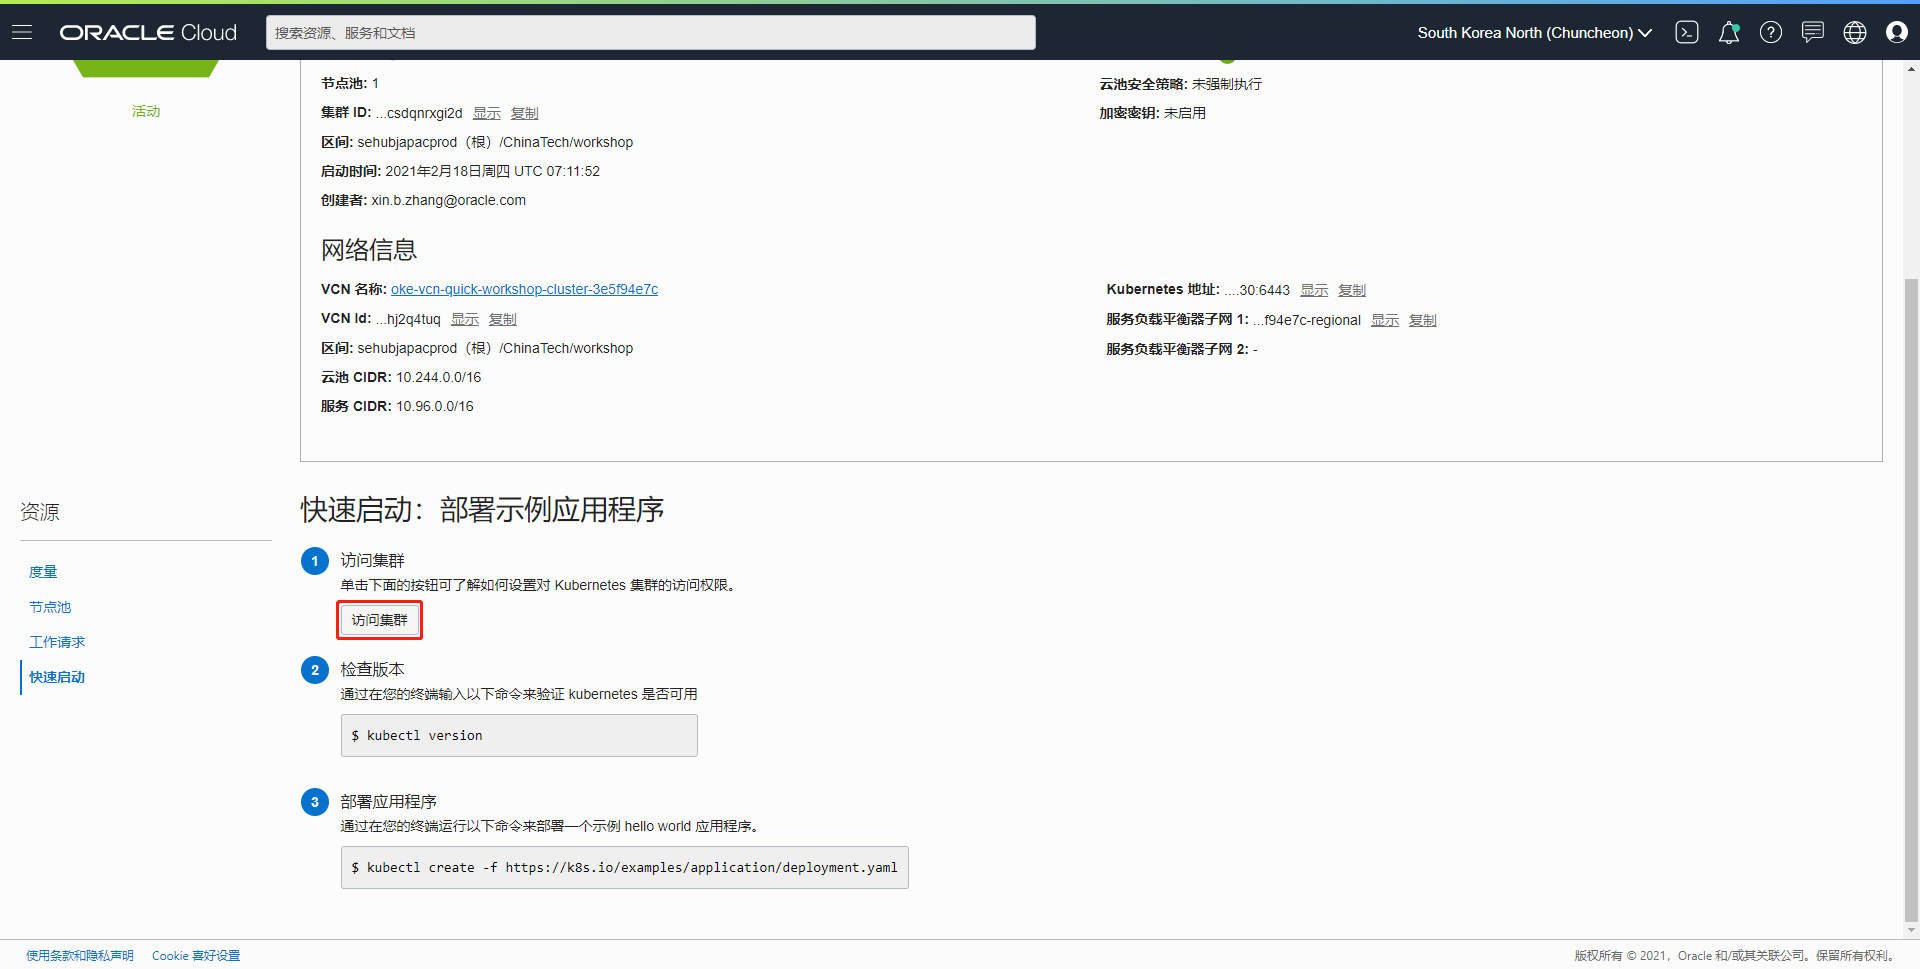 ORACLE Cloud
搜索资源、服务和文档
South Korea North (Chuncheon)
活动
节点池: 1
集群 ID: ...csdqnrxgi2d 显示 复制
区间: sehubjapacprod（根）/ChinaTech/workshop
启动时间: 2021年2月18日周四 UTC 07:11:52
创建者: xin.b.zhang@oracle.com
云池安全策略: 未强制执行
加密密钥: 未启用
网络信息
VCN 名称: oke-vcn-quick-workshop-cluster-3e5f94e7c
VCN Id: ...hj2q4tuq 显示 复制
区间: sehubjapacprod（根）/ChinaTech/workshop
云池 CIDR: 10.244.0.0/16
服务 CIDR: 10.96.0.0/16
Kubernetes 地址: ....30:6443 显示 复制
服务负载平衡器子网 1: ...f94e7c-regional 显示 复制
服务负载平衡器子网 2: -
资源
度量
节点池
工作请求
快速启动
快速启动：部署示例应用程序
1 访问集群
单击下面的按钮可了解如何设置对 Kubernetes 集群的访问权限。
访问集群
2 检查版本
通过在您的终端输入以下命令来验证 kubernetes 是否可用
$ kubectl version
3 部署应用程序
通过在您的终端运行以下命令来部署一个示例 hello world 应用程序。
$ kubectl create -f https://k8s.io/examples/application/deployment.yaml
使用条款和隐私声明 Cookie 喜好设置
版权所有 © 2021，Oracle 和/或其关联公司。保留所有权利。